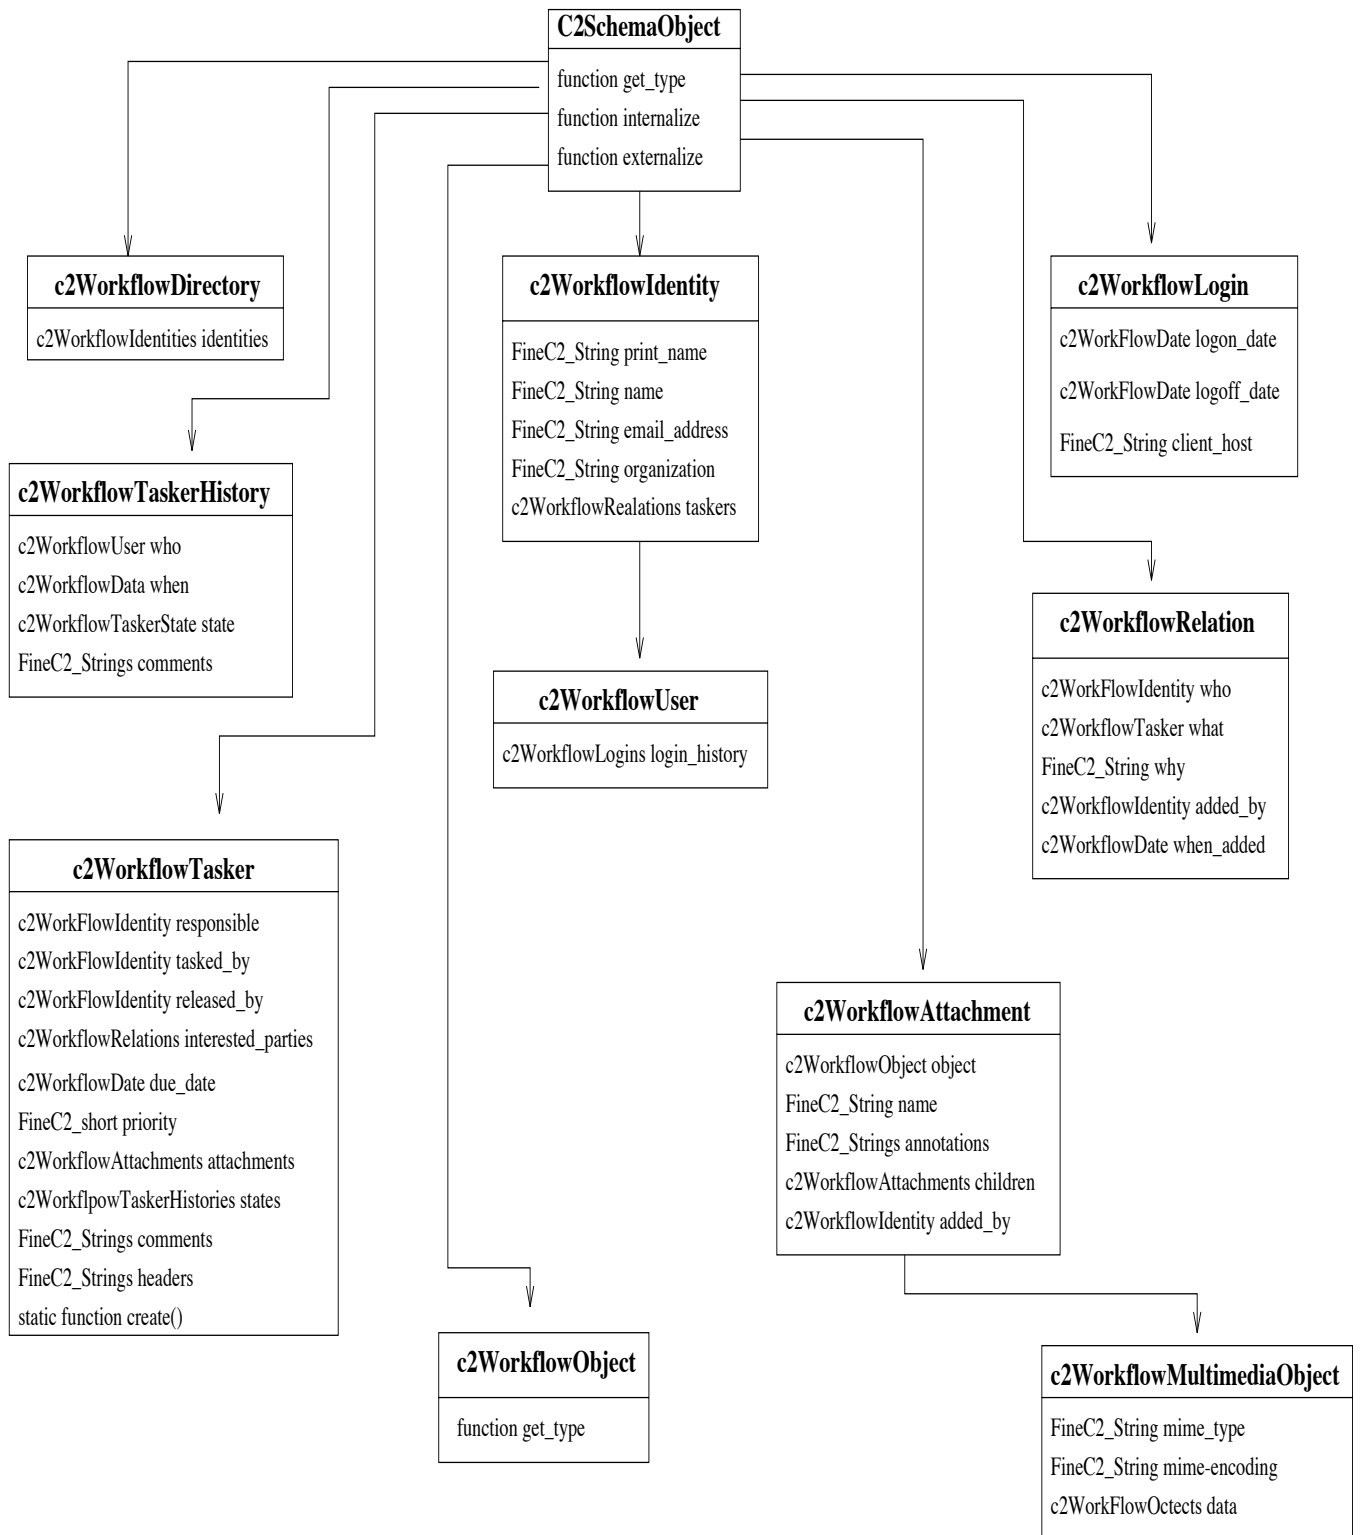 C2SchemaObject
function get_type
function internalize
function externalize
c2WorkflowDirectory
c2WorkflowIdentities identities
c2WorkflowIdentity
FineC2_String print_name
FineC2_String name
FineC2_String email_address
FineC2_String organization
c2WorkflowRealations taskers
c2WorkflowLogin
c2WorkFlowDate logon_date
c2WorkFlowDate logoff_date
FineC2_String client_host
c2WorkflowTaskerHistory
c2WorkflowUser who
c2WorkflowData when
c2WorkflowTaskerState state
FineC2_Strings comments
c2WorkflowUser
c2WorkflowLogins login_history
c2WorkflowRelation
c2WorkFlowIdentity who
c2WorkflowTasker what
FineC2_String why
c2WorkflowIdentity added_by
c2WorkflowDate when_added
c2WorkflowTasker
c2WorkFlowIdentity responsible
c2WorkFlowIdentity tasked_by
c2WorkFlowIdentity released_by
c2WorkflowRelations interested_parties
c2WorkflowDate due_date
FineC2_short priority
c2WorkflowAttachments attachments
c2WorkflpowTaskerHistories states
FineC2_Strings comments
FineC2_Strings headers
static function create()
c2WorkflowAttachment
c2WorkflowObject object
FineC2_String name
FineC2_Strings annotations
c2WorkflowAttachments children
c2WorkflowIdentity added_by
c2WorkflowObject
function get_type
c2WorkflowMultimediaObject
FineC2_String mime_type
FineC2_String mime-encoding
c2WorkFlowOctects data